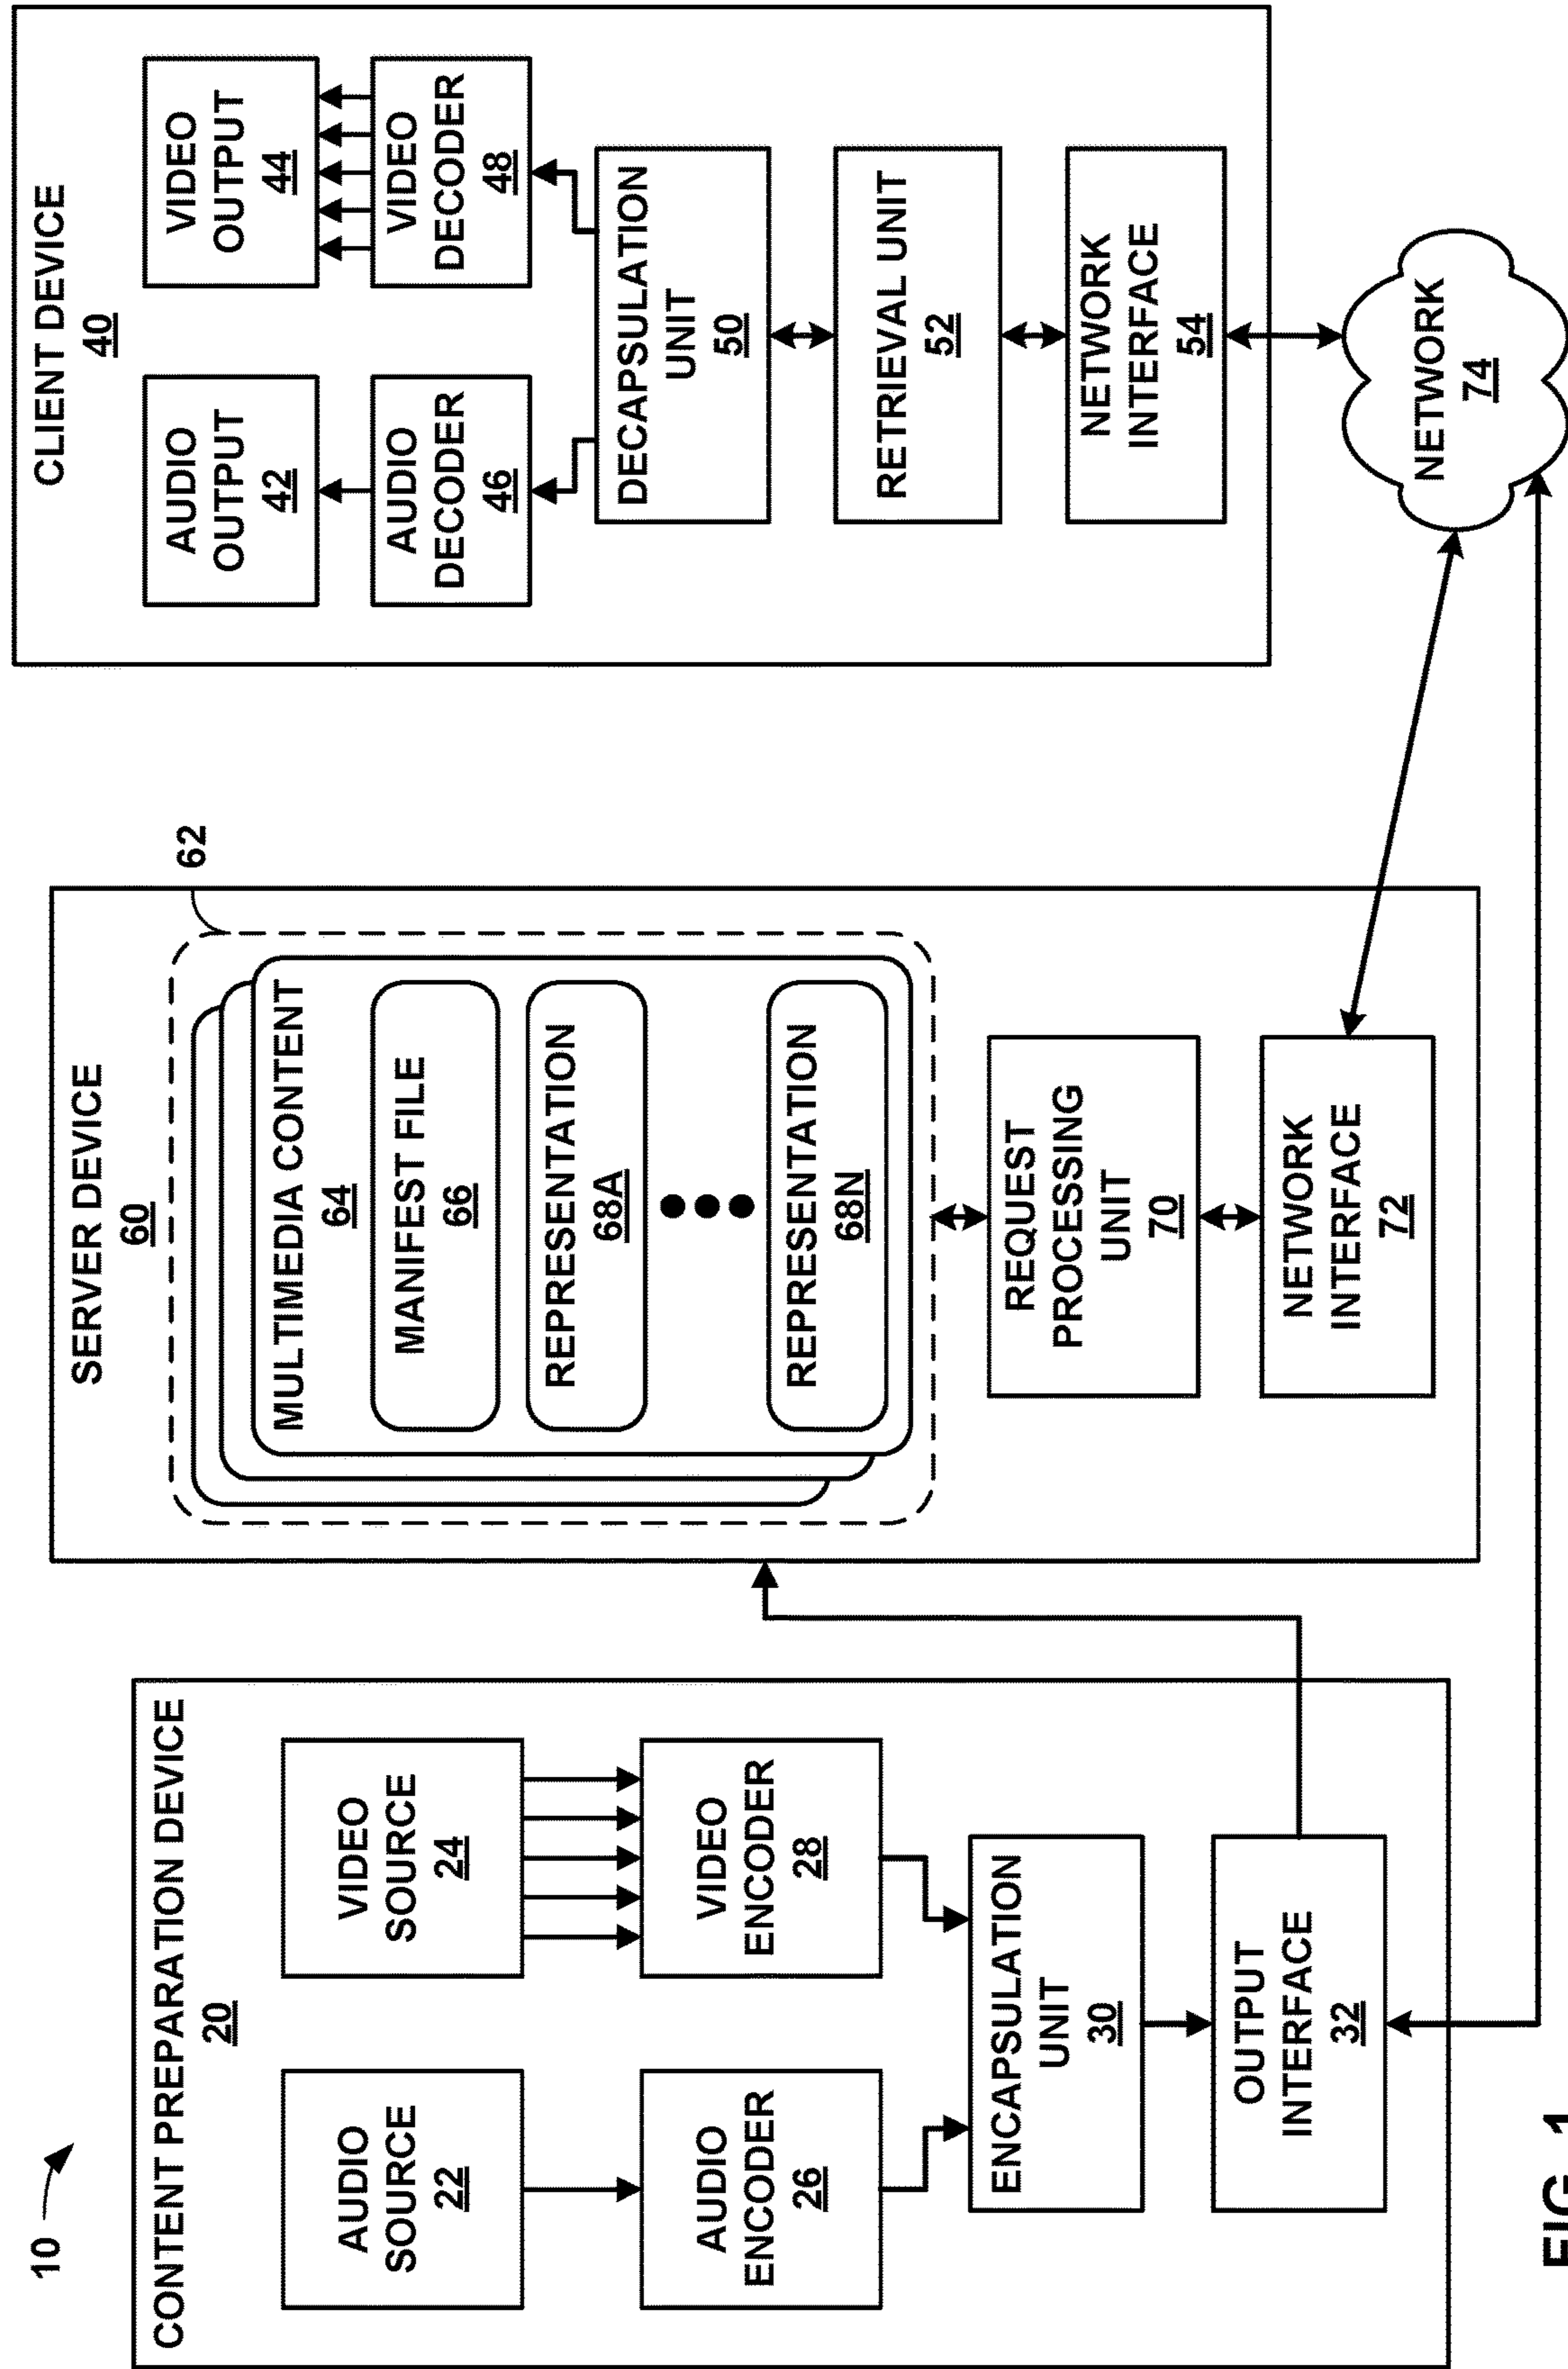 10
CONTENT PREPARATION DEVICE
20
AUDIO
SOURCE
22
VIDEO
SOURCE
24
AUDIO
ENCODER
26
VIDEO
ENCODER
28
ENCAPSULATION
UNIT
30
OUTPUT
INTERFACE
32
SERVER DEVICE
60
62
MULTIMEDIA CONTENT
64
MANIFEST FILE
66
REPRESENTATION
68A
REPRESENTATION
68N
REQUEST
PROCESSING
UNIT
70
NETWORK
INTERFACE
72
CLIENT DEVICE
40
AUDIO
OUTPUT
42
VIDEO
OUTPUT
44
AUDIO
DECODER
46
VIDEO
DECODER
48
DECAPSULATION
UNIT
50
RETRIEVAL UNIT
52
NETWORK
INTERFACE
54
NETWORK
74
FIG. 1